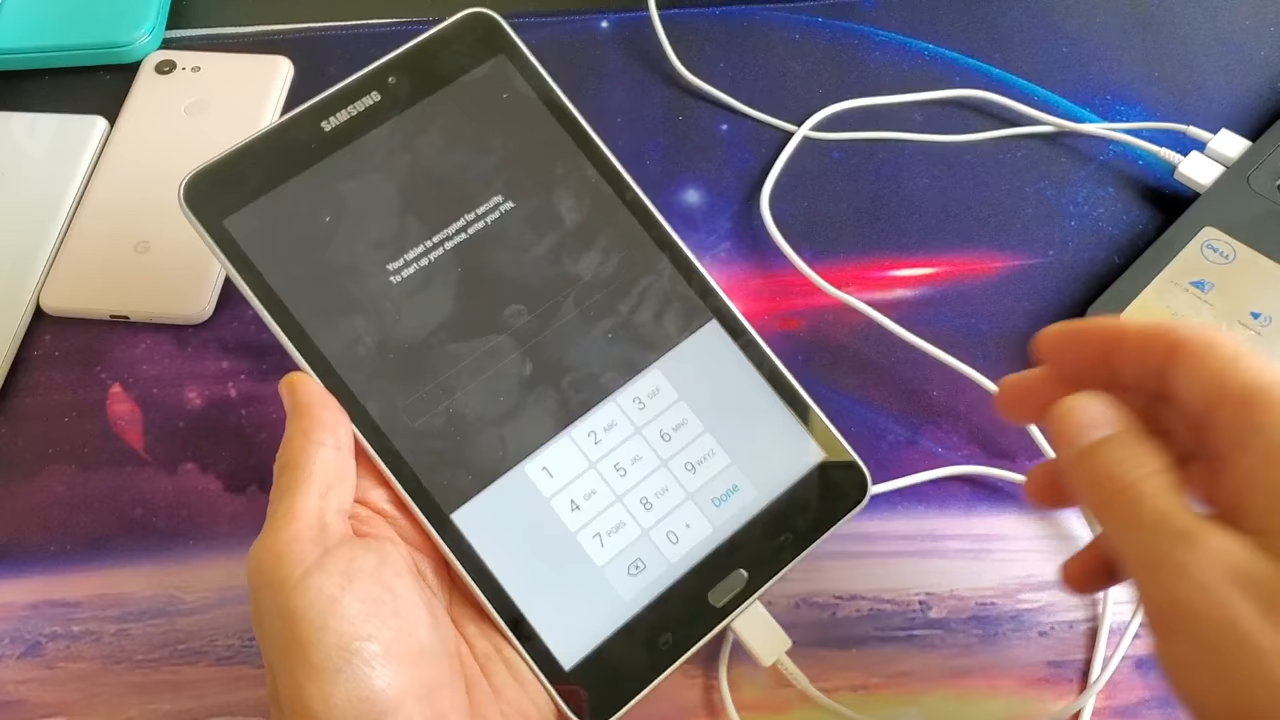 SAMSUNG
Your tablet is encrypted for security.
To start up your device, enter your PIN.
1
2 ABC
3 DEF
4 GHI
5 JKL
6 MNO
7 PQRS
8 TUV
9 WXYZ
0 +
Done
G
DELL